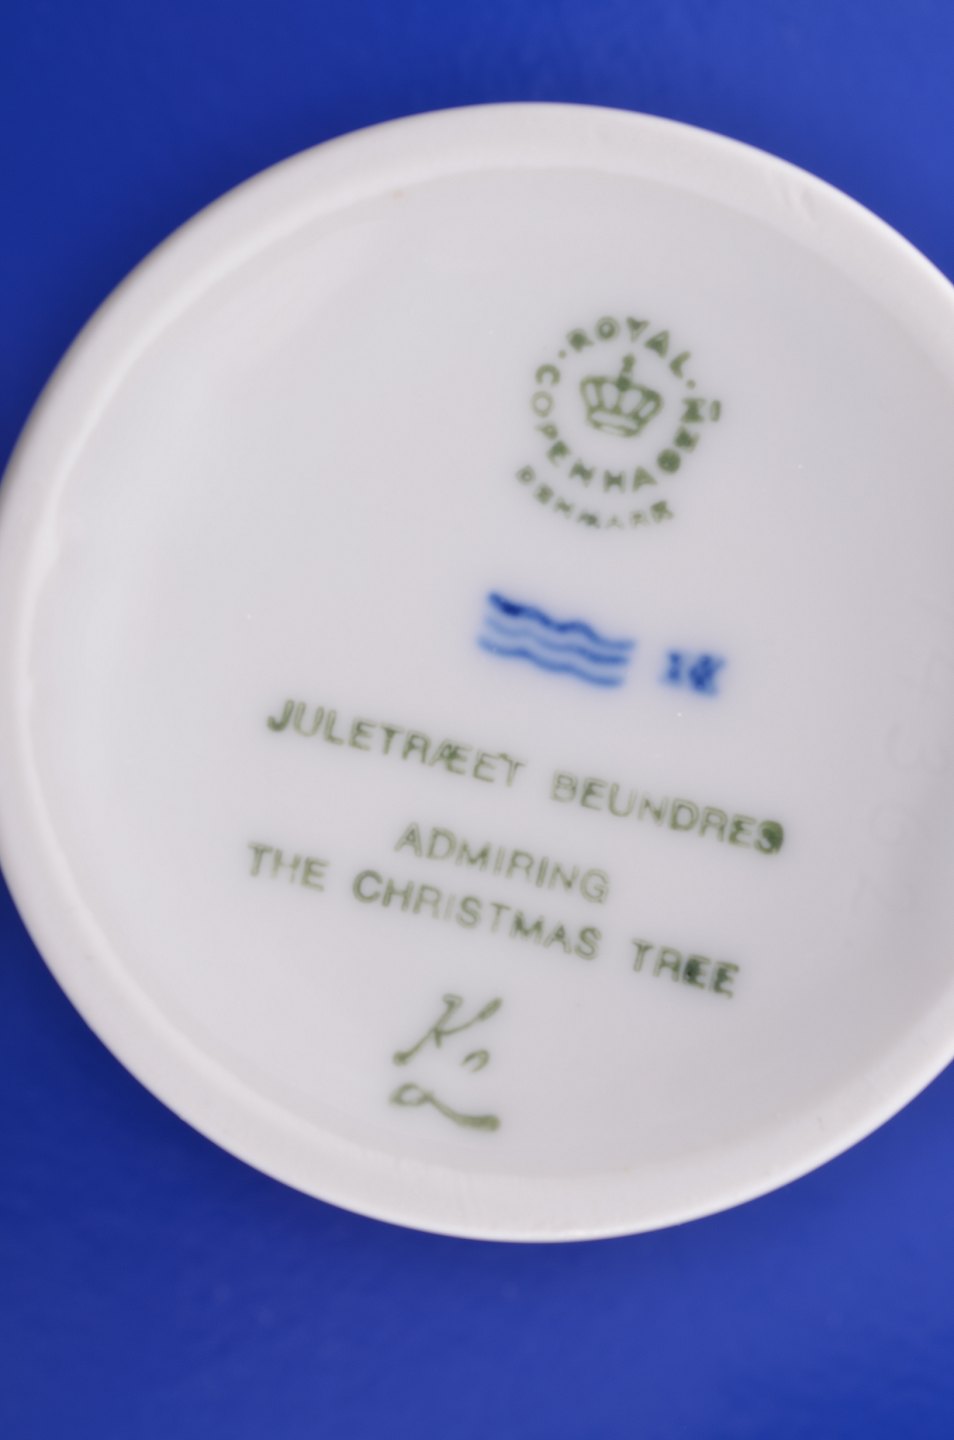 ROYAL
COPENHAGEN
DENMARK
JULETRÆET BEUNDRES
ADMIRING
THE CHRISTMAS TREE